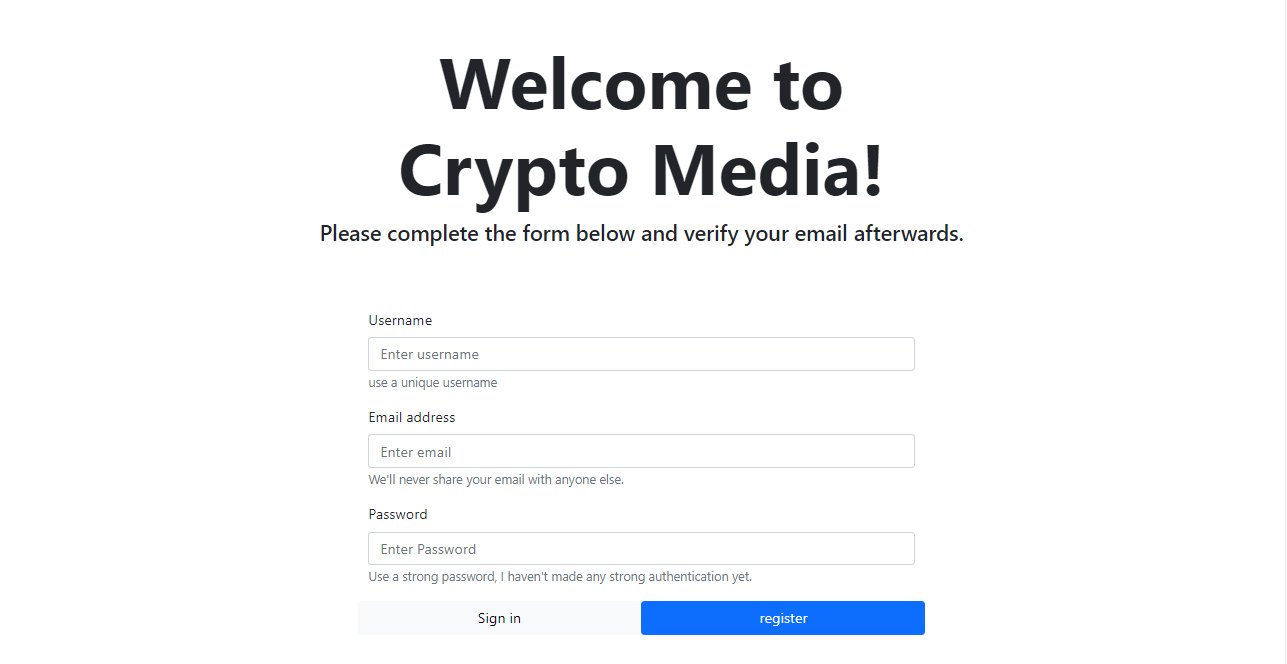 Welcome to
Crypto Media!
Please complete the form below and verify your email afterwards.
Username
Enter username
use a unique username
Email address
Enter email
We'll never share your email with anyone else.
Password
Enter Password
Use a strong password, I haven't made any strong authentication yet.
Sign in
register